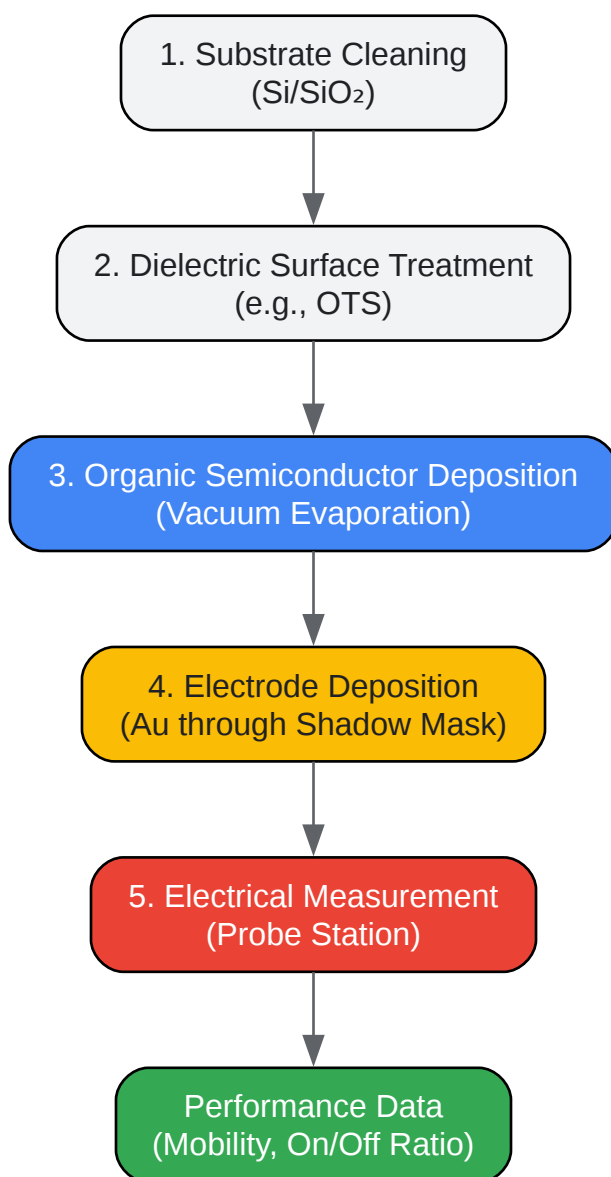 1. Substrate Cleaning
(Si/SiO₂)
2. Dielectric Surface Treatment
(e.g., OTS)
3. Organic Semiconductor Deposition
(Vacuum Evaporation)
4. Electrode Deposition
(Au through Shadow Mask)
5. Electrical Measurement
(Probe Station)
Performance Data
(Mobility, On/Off Ratio)